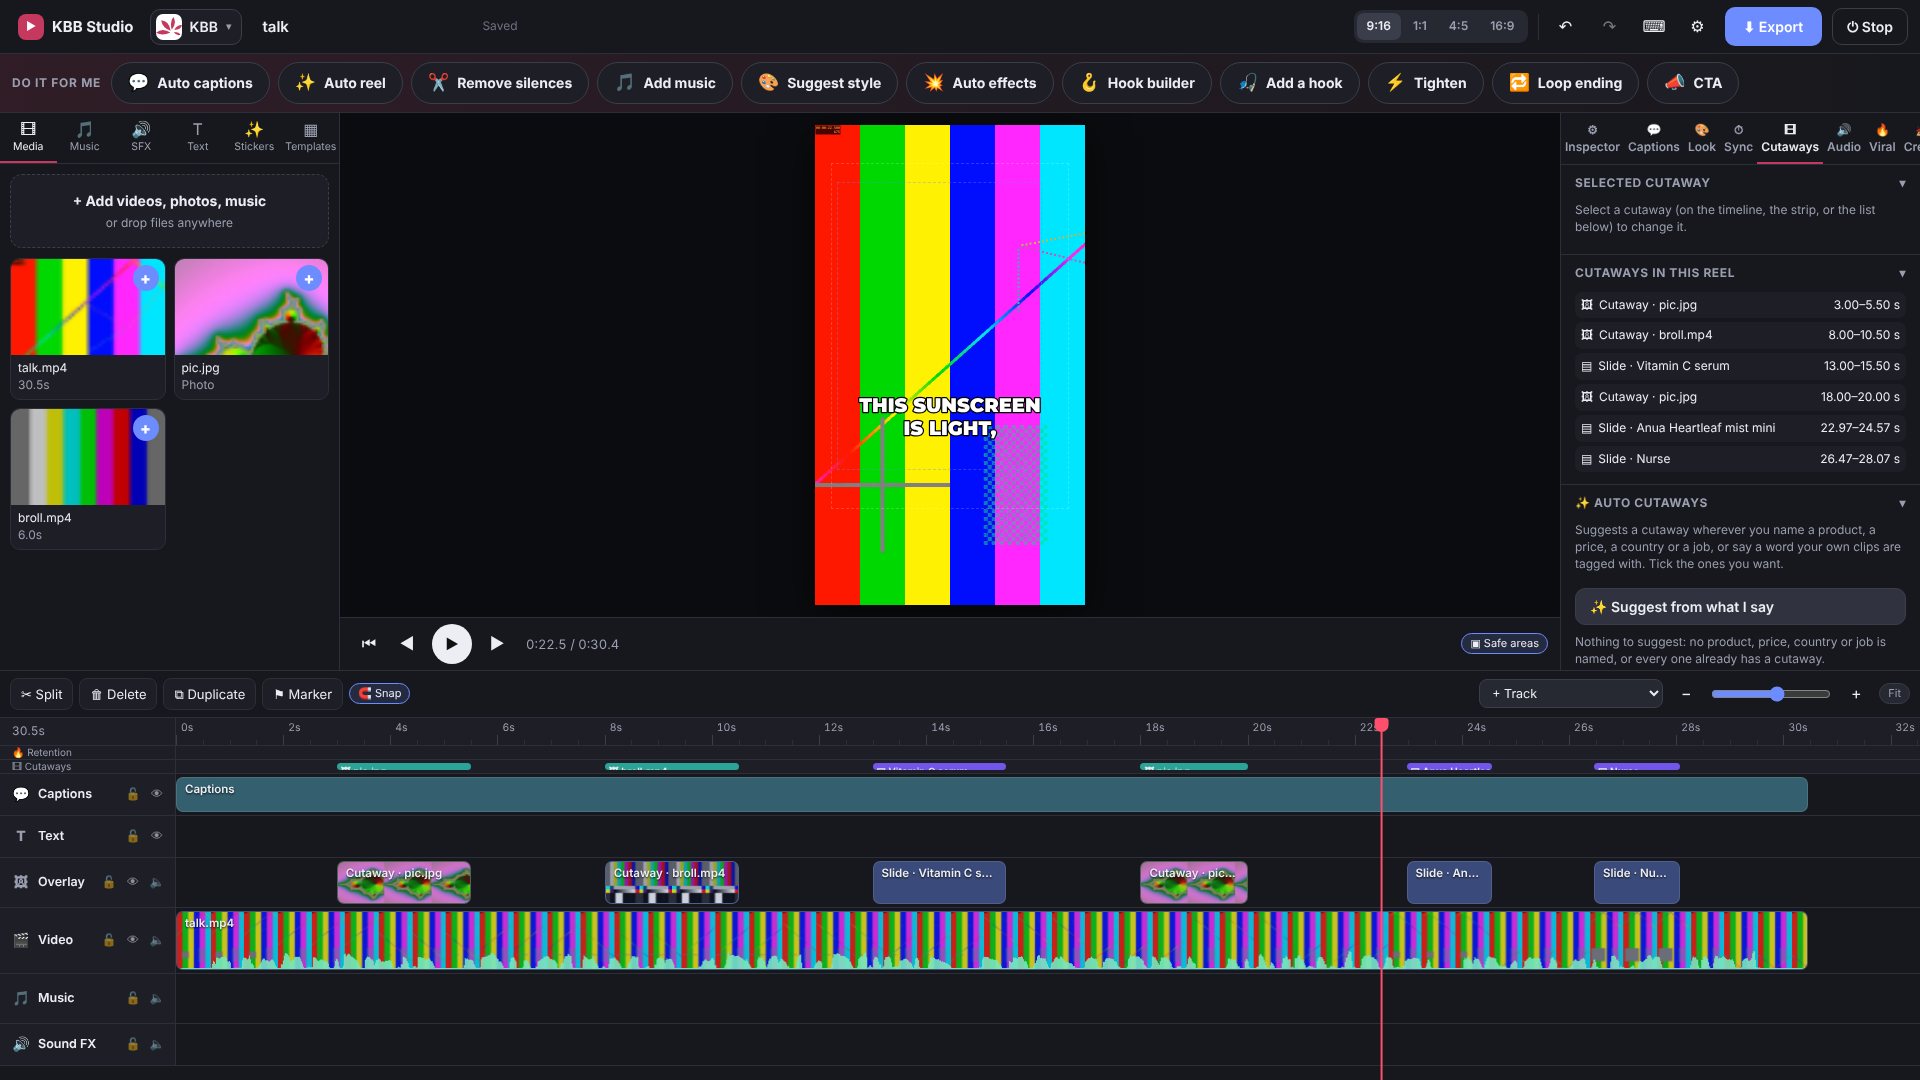 KBB Studio
KBB
talk
Saved
9:16
1:1
4:5
16:9
Export
Stop
DO IT FOR ME
Auto captions
Auto reel
Remove silences
Add music
Suggest style
Auto effects
Hook builder
Add a hook
Tighten
Loop ending
CTA
Media
Music
SFX
Text
Stickers
Templates
+ Add videos, photos, music
or drop files anywhere
talk.mp4
30.5s
pic.jpg
Photo
broll.mp4
6.0s
THIS SUNSCREEN
IS LIGHT,
0:22.5 / 0:30.4
Safe areas
Inspector
Captions
Look
Sync
Cutaways
Audio
Viral
SELECTED CUTAWAY
Select a cutaway (on the timeline, the strip, or the list
below) to change it.
CUTAWAYS IN THIS REEL
Cutaway · pic.jpg 3.00–5.50 s
Cutaway · broll.mp4 8.00–10.50 s
Slide · Vitamin C serum 13.00–15.50 s
Cutaway · pic.jpg 18.00–20.00 s
Slide · Anua Heartleaf mist mini 22.97–24.57 s
Slide · Nurse 26.47–28.07 s
AUTO CUTAWAYS
Suggests a cutaway wherever you name a product, a
price, a country or a job, or say a word your own clips are
tagged with. Tick the ones you want.
Suggest from what I say
Nothing to suggest: no product, price, country or job is
named, or every one already has a cutaway.
Split
Delete
Duplicate
Marker
Snap
+ Track
Fit
30.5s
0s 2s 4s 6s 8s 10s 12s 14s 16s 18s 20s 24s 26s 28s 30s 32s
Retention
Cutaways
Captions
Captions
Text
Overlay
Cutaway · pic.jpg
Cutaway · broll.mp4
Slide · Vitamin C s...
Cutaway · pic...
Slide · An...
Slide · Nu...
Video
talk.mp4
Music
Sound FX